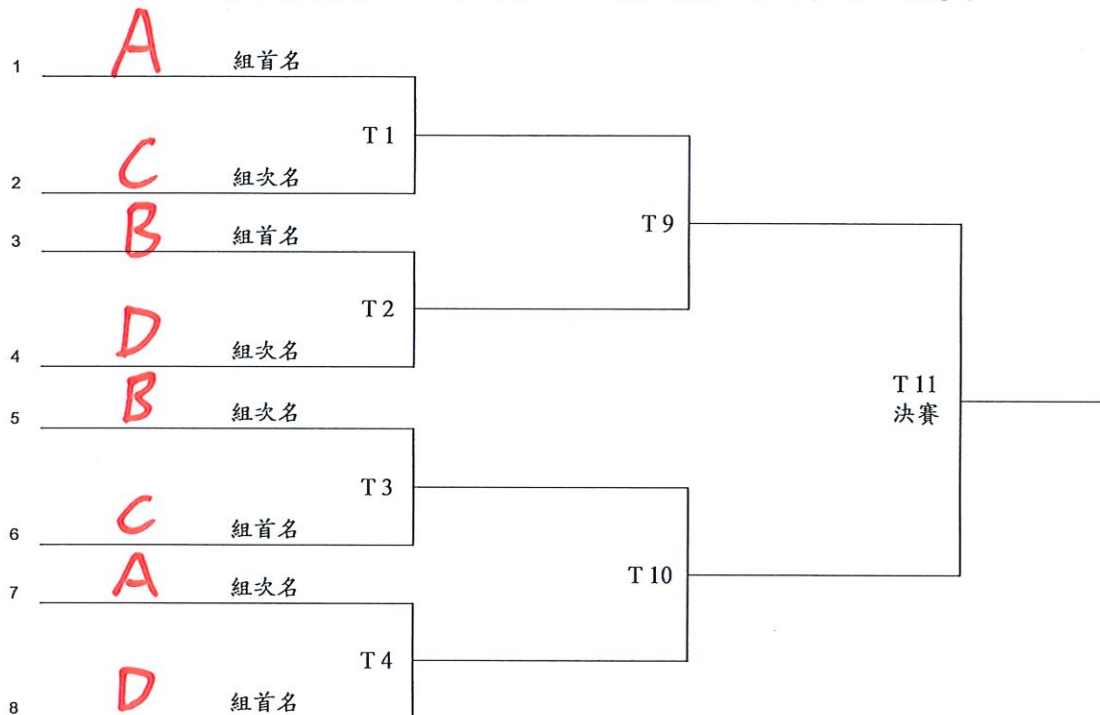 1 A 組首名
T 1
2 C 組次名
T 9
3 B 組首名
T 2
4 D 組次名
T 11
決賽
5 B 組次名
T 3
6 C 組首名
T 10
7 A 組次名
T 4
8 D 組首名